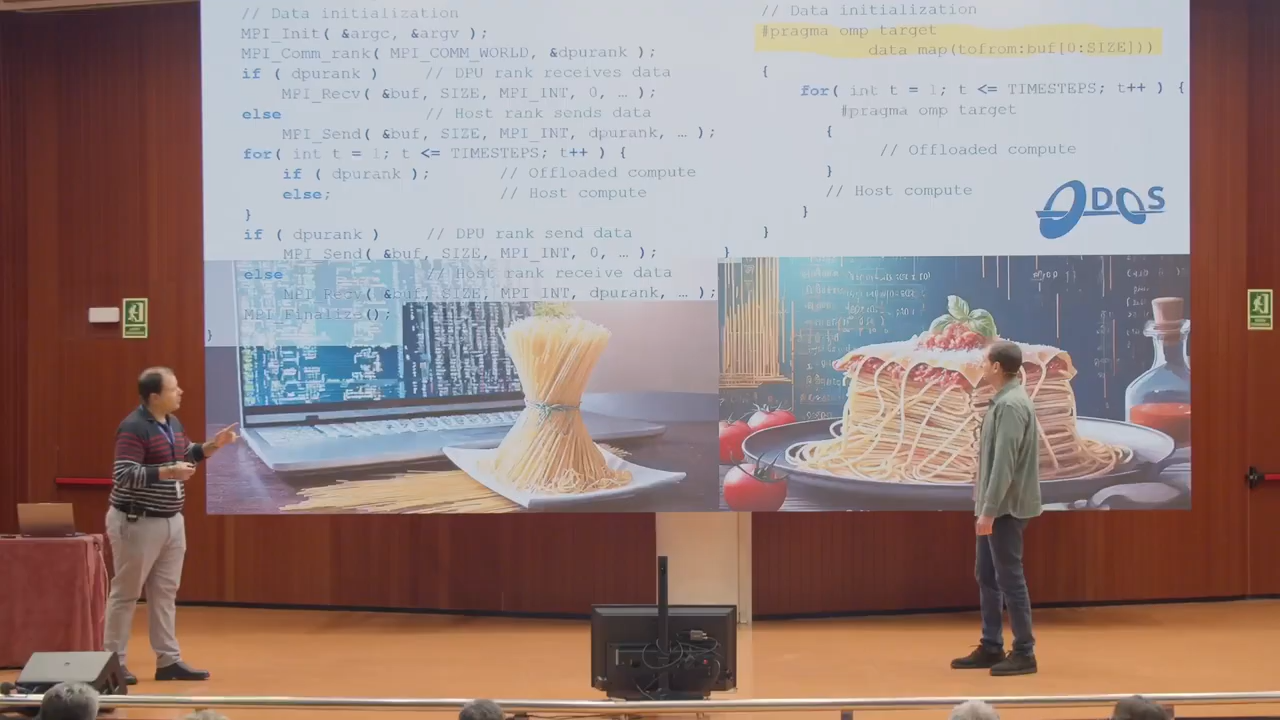 // Data initialization
MPI_Init( &argc, &argv );
MPI_Comm_rank( MPI_COMM_WORLD, &dpurank );
if ( dpurank ) // DPU rank receives data
MPI_Recv( &buf, SIZE, MPI_INT, 0, … );
else // Host rank sends data
MPI_Send( &buf, SIZE, MPI_INT, dpurank, … );
for( int t = 1; t <= TIMESTEPS; t++ ) {
if ( dpurank ); // Offloaded compute
else; // Host compute
}
if ( dpurank ) // DPU rank send data
MPI_Send( &buf, SIZE, MPI_INT, 0, … );
else // Host rank receive data
MPI_Recv( &buf, SIZE, MPI_INT, dpurank, … );
MPI_Finalize();
}
// Data initialization
#pragma omp target
data map(tofrom:buf[0:SIZE]))
{
for( int t = 1; t <= TIMESTEPS; t++ ) {
#pragma omp target
{
// Offloaded compute
}
// Host compute
}
}
}
ODOS